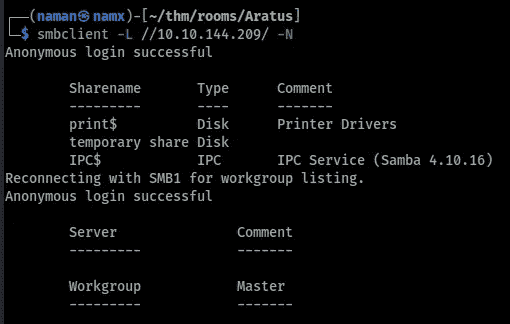 ┌──(naman㉿namx)-[~/thm/rooms/Aratus]
└─$ smbclient -L //10.10.144.209/ -N
Anonymous login successful

        Sharename       Type      Comment
        ---------       ----      -------
        print$          Disk      Printer Drivers
        temporary share Disk
        IPC$            IPC       IPC Service (Samba 4.10.16)
Reconnecting with SMB1 for workgroup listing.
Anonymous login successful

        Server               Comment
        ---------            -------

        Workgroup            Master
        ---------            -------